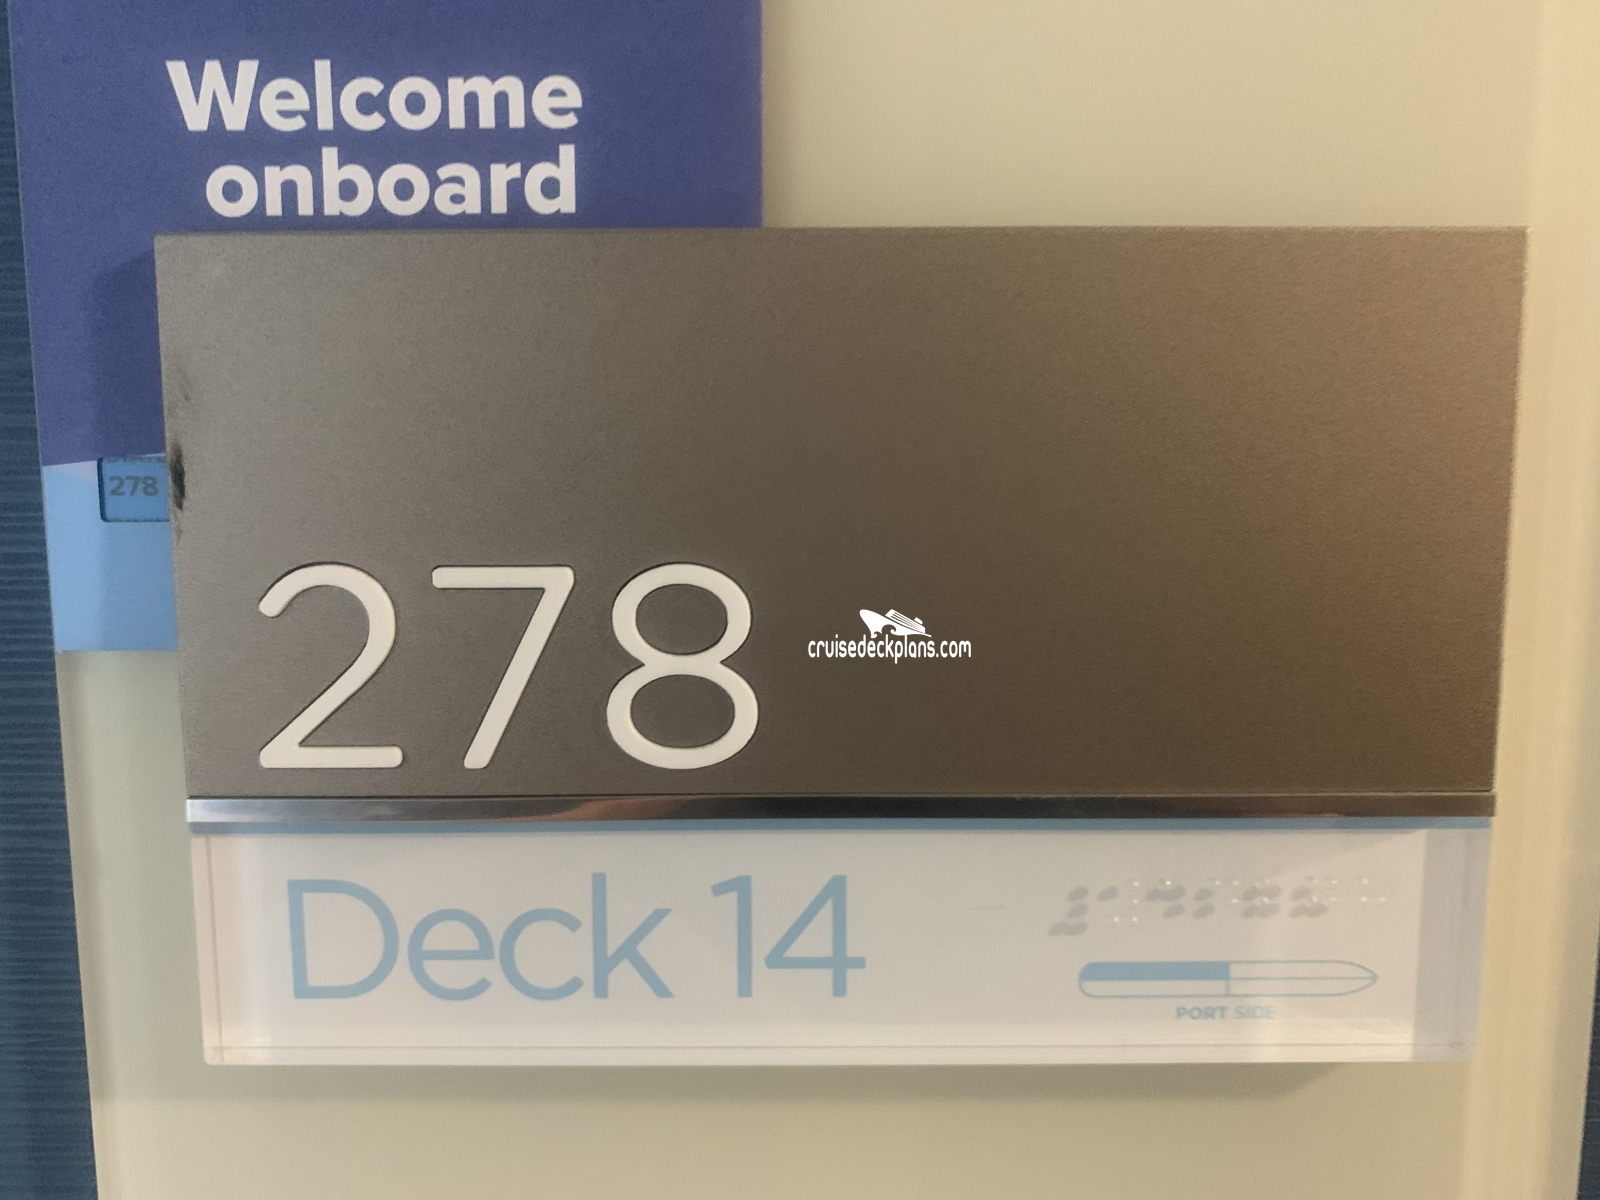 Welcome
onboard
278
278
cruisedeckplans.com
Deck 14
PORT SIDE